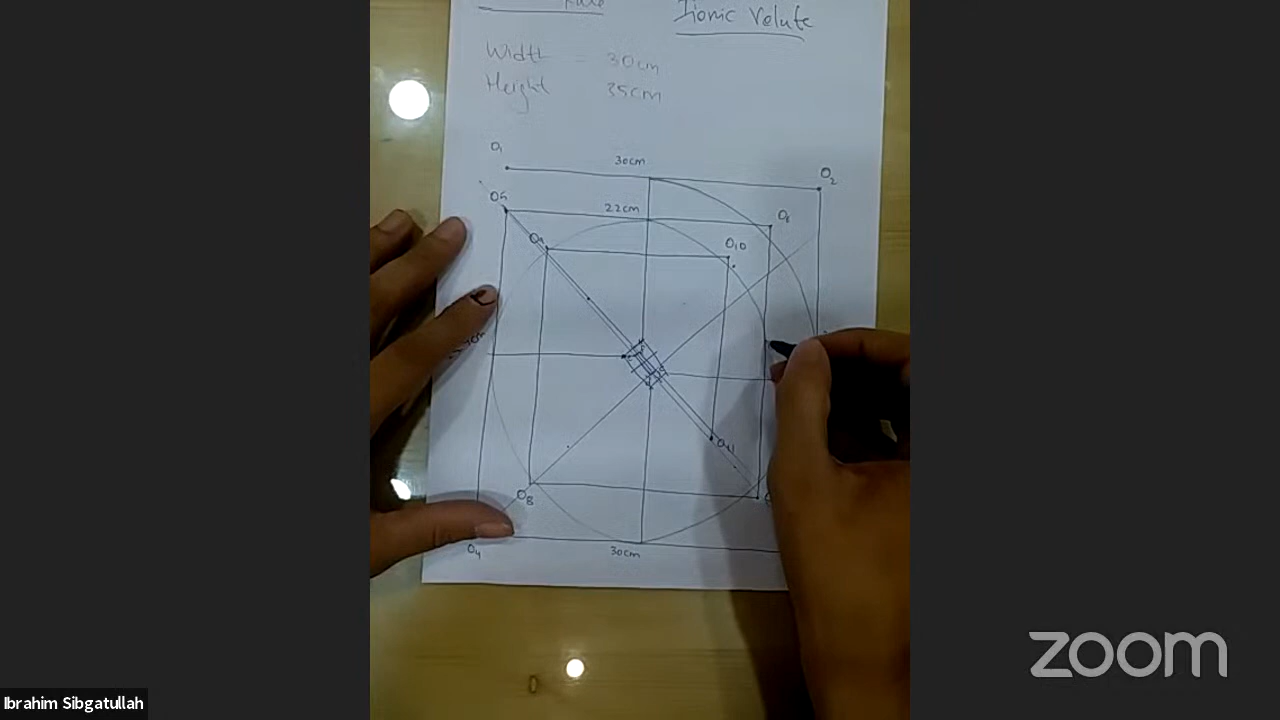 Ionic Volute
Width - 30cm
Height 35cm
O1
30cm
O2
O5
22cm
O6
O9
O10
O11
O8
O4
30cm
zoom
Ibrahim Sibgatullah